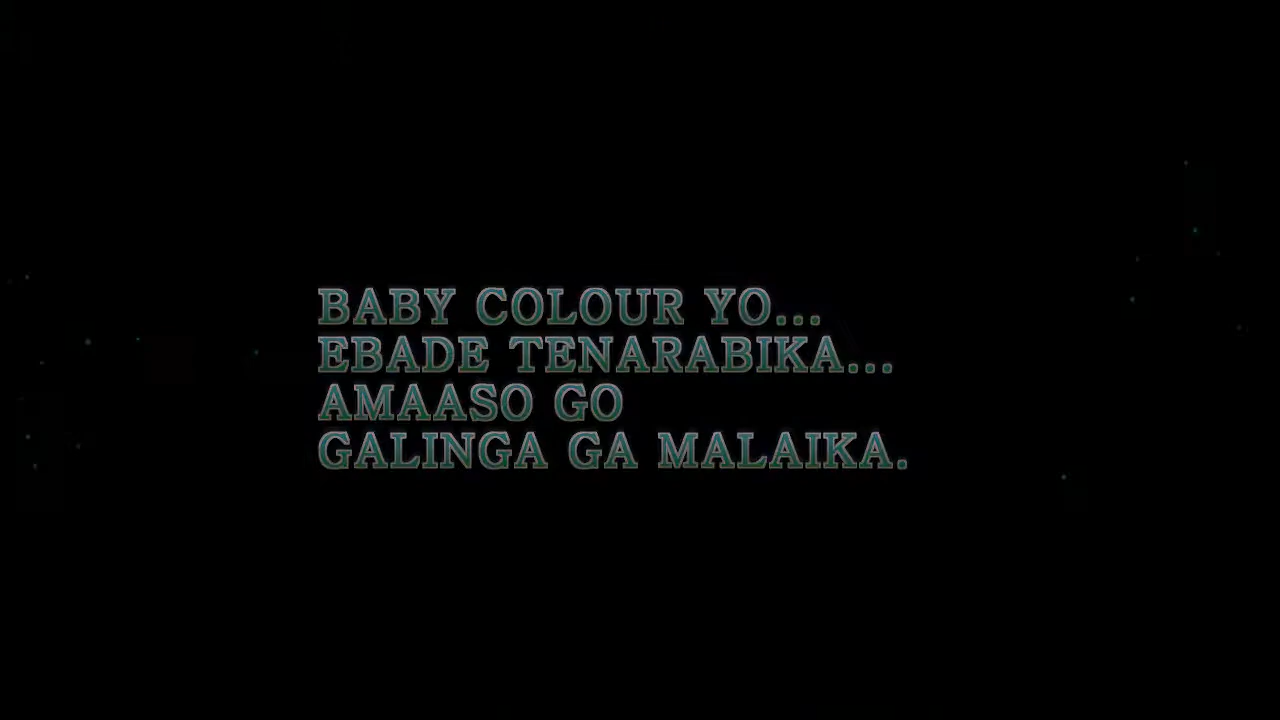 BABY COLOUR YO...
EBADE TENARABIKA...
AMAASO GO
GALINGA GA MALAIKA.